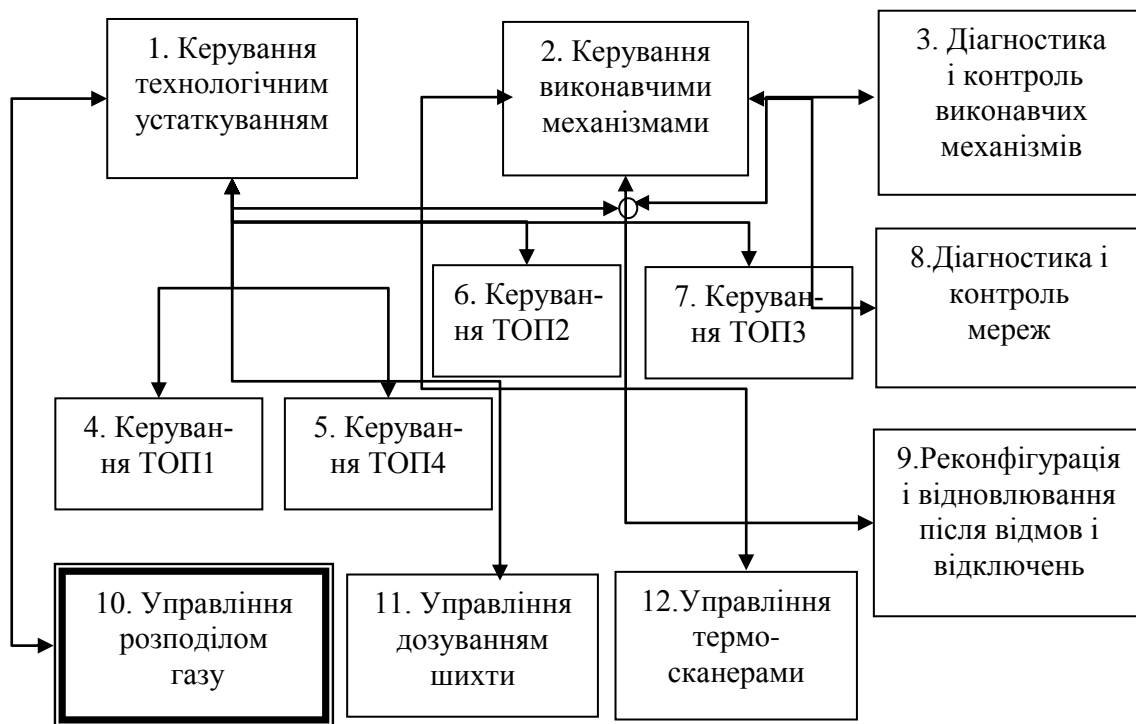 1. Керування
технологічним
устаткуванням
2. Керування
виконавчими
механізмами
3. Діагностика
і контроль
виконавчих
механізмів
6. Керуван-
ня ТОП2
7. Керуван-
ня ТОП3
8.Діагностика і
контроль
мереж
4. Керуван-
ня ТОП1
5. Керуван-
ня ТОП4
9.Реконфігурація
і відновлювання
після відмов і
відключень
10. Управління
розподілом
газу
11. Управління
дозуванням
шихти
12.Управління
термо-
сканерами